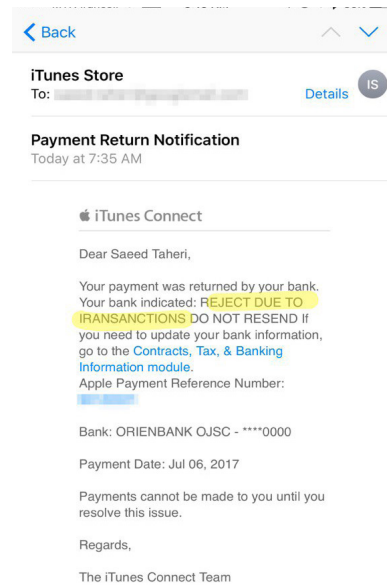 Back
iTunes Store
To:
Details
IS
Payment Return Notification
Today at 7:35 AM
iTunes Connect
Dear Saeed Taheri,
Your payment was returned by your bank.
Your bank indicated: REJECT DUE TO
IRANSANCTIONS DO NOT RESEND If
you need to update your bank information,
go to the Contracts, Tax, & Banking
Information module.
Apple Payment Reference Number:
Bank: ORIENBANK OJSC - ****0000
Payment Date: Jul 06, 2017
Payments cannot be made to you until you
resolve this issue.
Regards,
The iTunes Connect Team